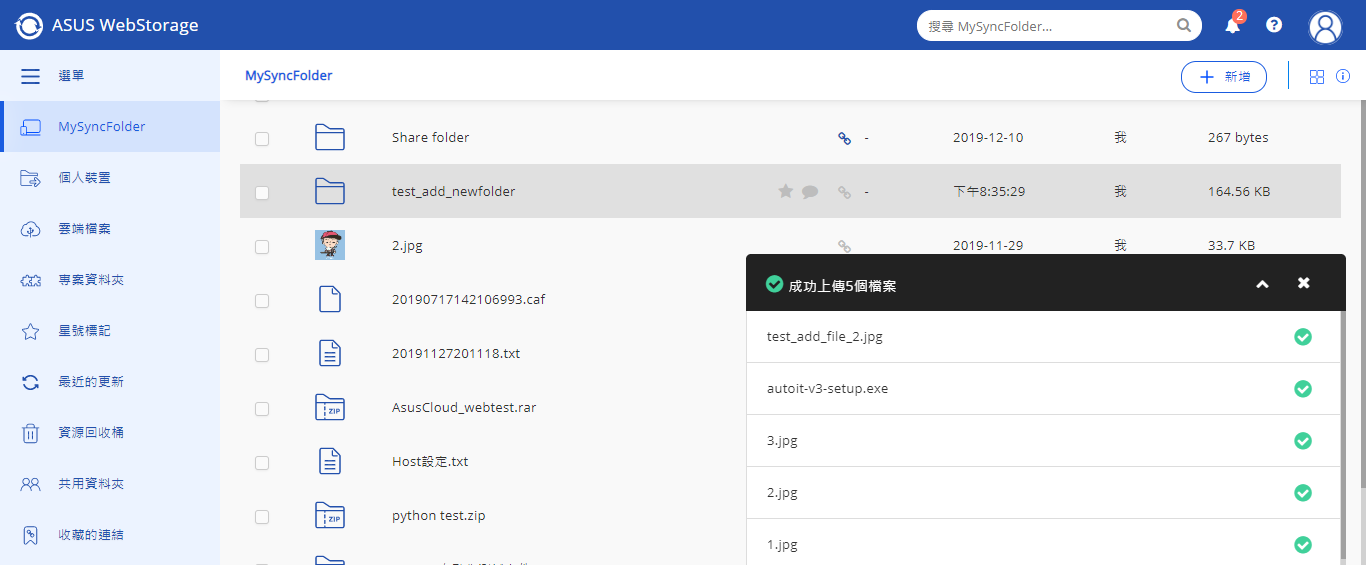 ASUS WebStorage
搜尋 MySyncFolder...
2
?
選單
MySyncFolder
新增
MySyncFolder
個人裝置
雲端檔案
專案資料夾
星號標記
最近的更新
資源回收桶
共用資料夾
收藏的連結
Share folder - 2019-12-10 我 267 bytes
test_add_newfolder - 下午8:35:29 我 164.56 KB
2.jpg 2019-11-29 我 33.7 KB
20190717142106993.caf
20191127201118.txt
ZIP AsusCloud_webtest.rar
Host設定.txt
ZIP python test.zip
成功上傳5個檔案
test_add_file_2.jpg
autoit-v3-setup.exe
3.jpg
2.jpg
1.jpg